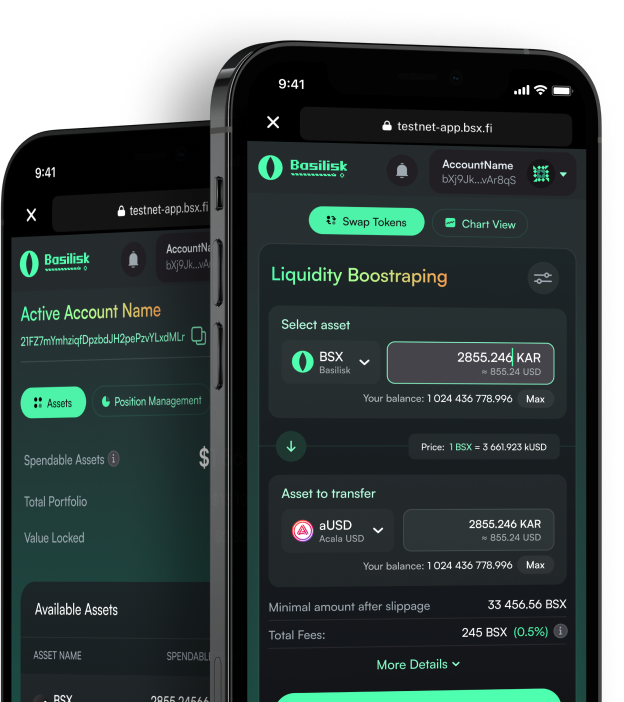 9:41
testnet-app.bsx.fi
Basilisk
AccountNa
bXj9Jk...vA
Active Account Name
21FZ7mYmhziqfDpzbdJH2pePzvYLxdMLr
Assets
Position Management
Spendable Assets
$
Total Portfolio
Value Locked
Available Assets
ASSET NAME
SPENDABL
BSX
2855.24566
9:41
testnet-app.bsx.fi
Basilisk
AccountName
bXj9Jk...vAr8qS
Swap Tokens
Chart View
Liquidity Boostraping
Select asset
BSX
Basilisk
2855.246 KAR
≈ 855.24 USD
Your balance: 1 024 436 778.996 Max
Price: 1 BSX = 3 661.923 kUSD
Asset to transfer
aUSD
Acala USD
2855.246 KAR
≈ 855.24 USD
Your balance: 1 024 436 778.996 Max
Minimal amount after slippage 33 456.56 BSX
Total Fees: 245 BSX (0.5%)
More Details